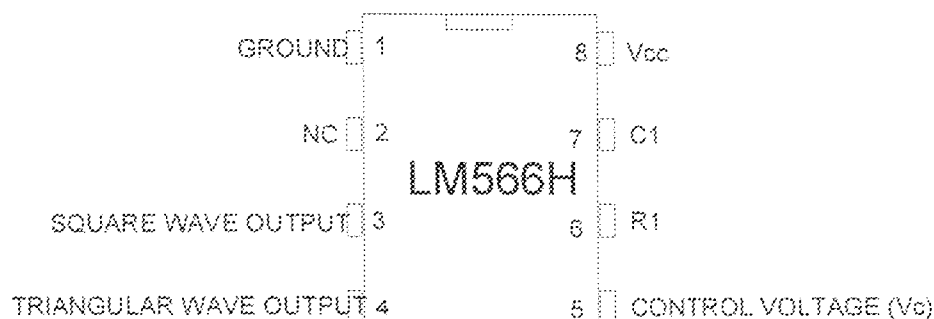 GROUND 1 8 Vcc
NC 2 7 C1
LM566H
SQUARE WAVE OUTPUT 3 6 R1
TRIANGULAR WAVE OUTPUT 4 5 CONTROL VOLTAGE (Vc)